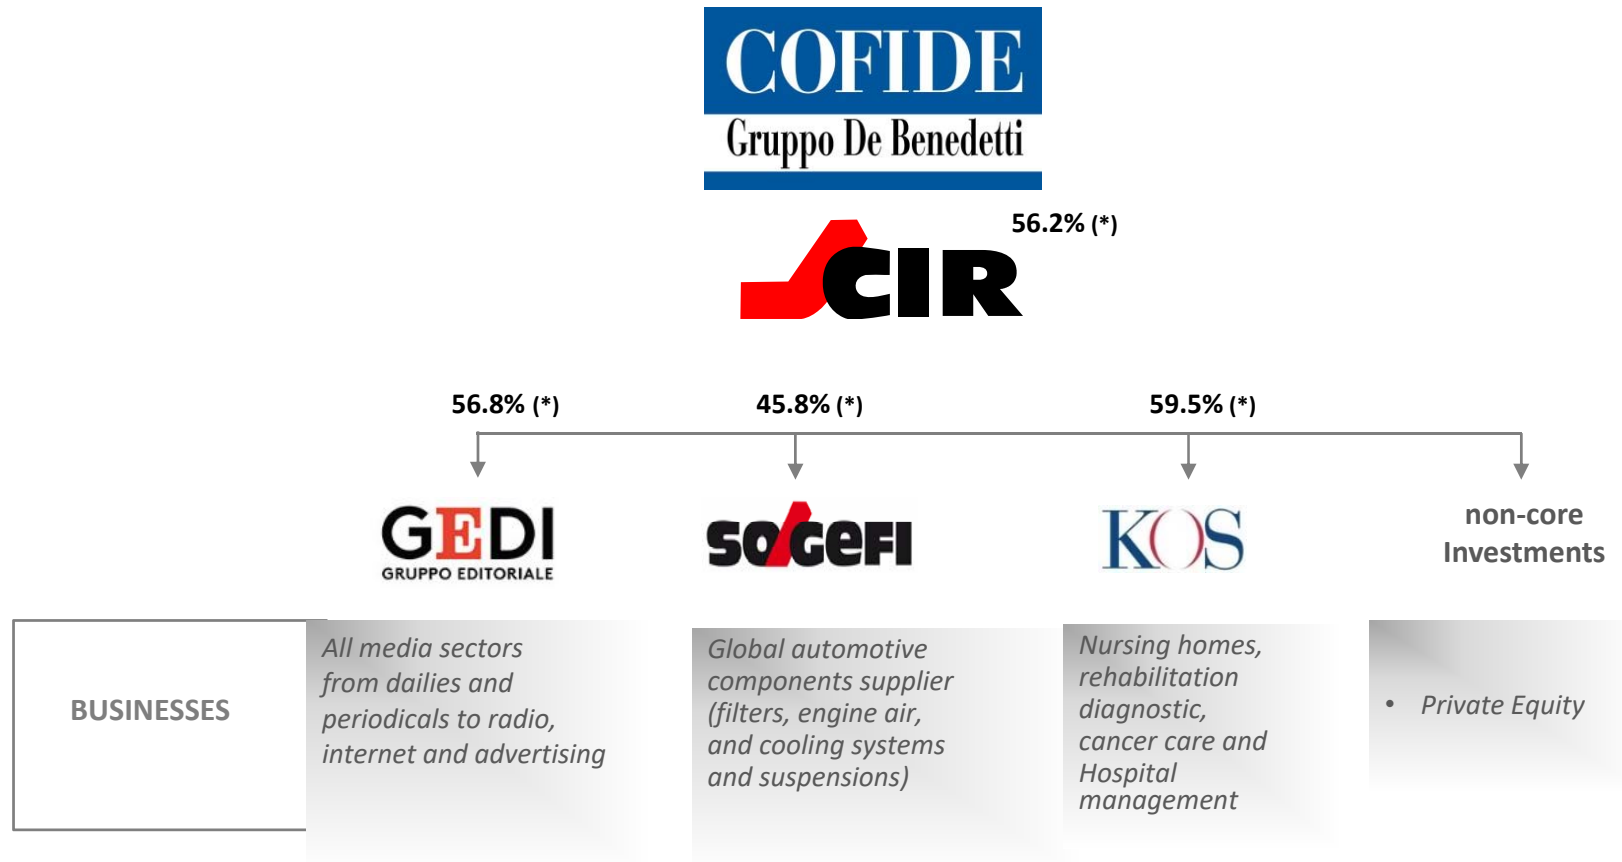 COFIDE
Gruppo De Benedetti
56.2% (*)
CIR
56.8% (*)
45.8% (*)
59.5% (*)
GEDI
GRUPPO EDITORIALE
SOGEFI
KOS
non-core
Investments
BUSINESSES
All media sectors
from dailies and
periodicals to radio,
internet and advertising
Global automotive
components supplier
(filters, engine air,
and cooling systems
and suspensions)
Nursing homes,
rehabilitation
diagnostic,
cancer care and
Hospital
management
• Private Equity